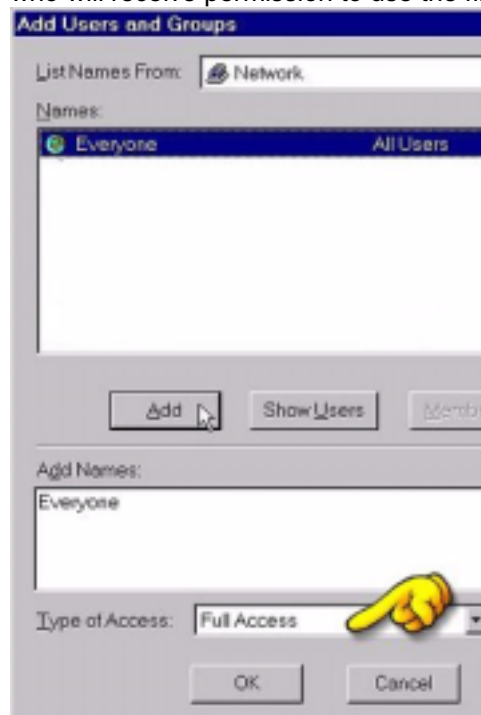 Add Users and Groups
List Names From: Network
Names:
Everyone All Users
Add Show Users
Add Names:
Everyone
Type of Access: Full Access
OK Cancel